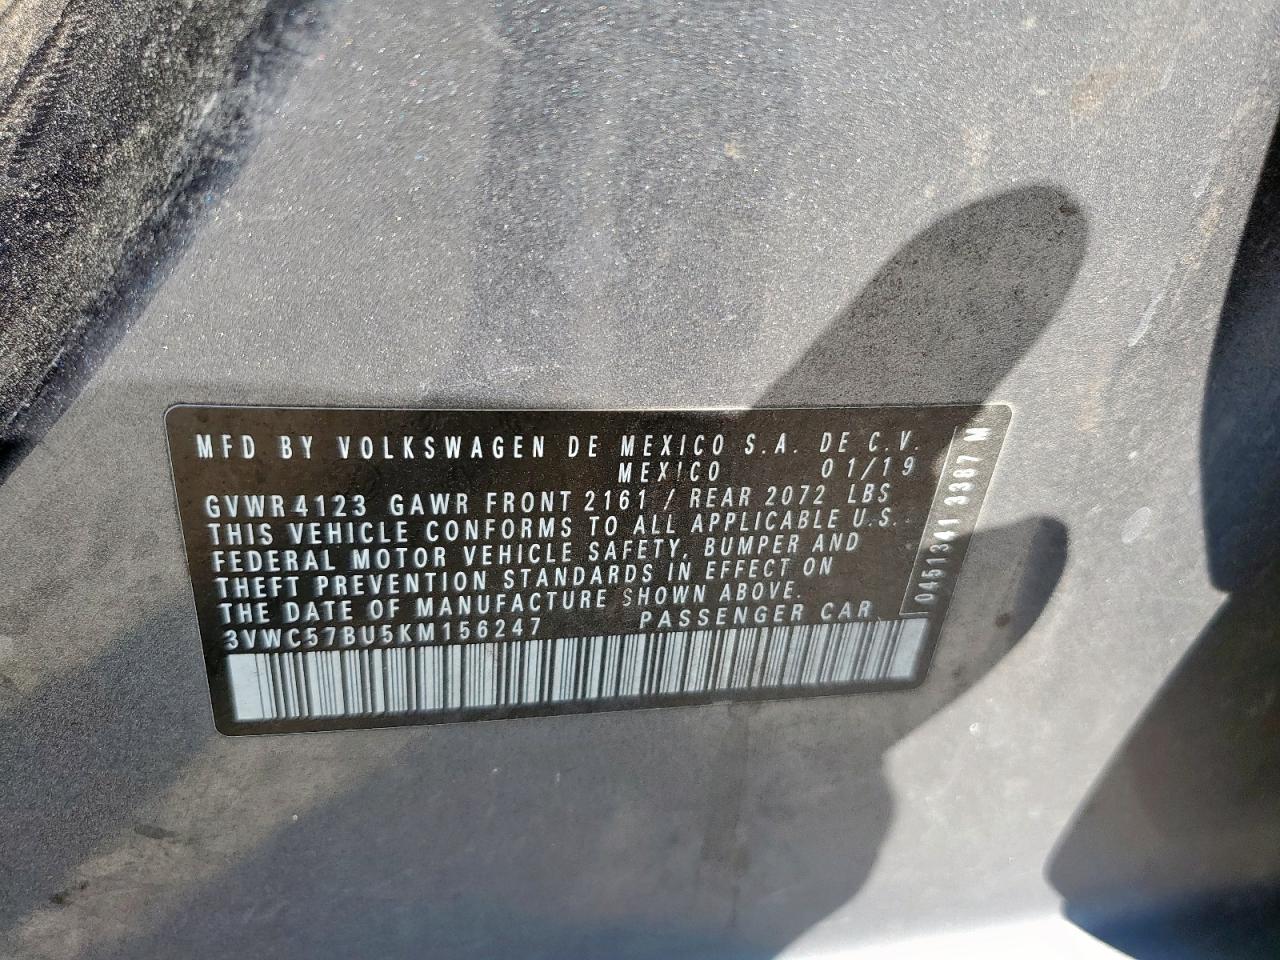 MFD BY VOLKSWAGEN DE MEXICO S.A. DE C.V.
MEXICO 01/19
GVWR 4123 GAWR FRONT 2161 / REAR 2072 LBS
THIS VEHICLE CONFORMS TO ALL APPLICABLE U.S.
FEDERAL MOTOR VEHICLE SAFETY, BUMPER AND
THEFT PREVENTION STANDARDS IN EFFECT ON
THE DATE OF MANUFACTURE SHOWN ABOVE.
3VWC57BU5KM156247 PASSENGER CAR
0451341 3387 M